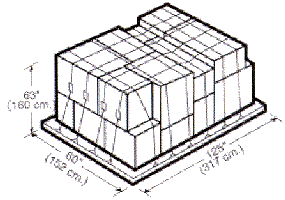 63"
(160 cm.)
60"
(152 cm.)
125"
(317 cm.)